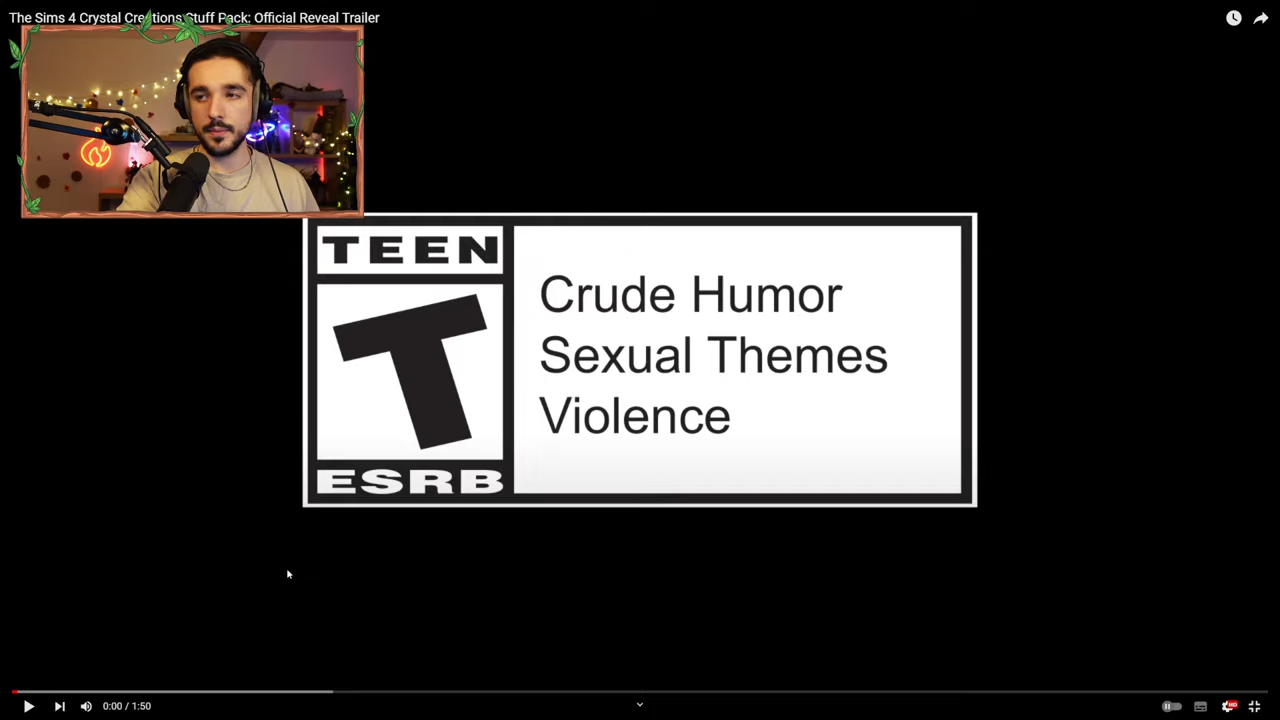 The Sims 4 Crystal Creations Stuff Pack: Official Reveal Trailer
TEEN
T
ESRB
Crude Humor
Sexual Themes
Violence
0:00 / 1:50
HD